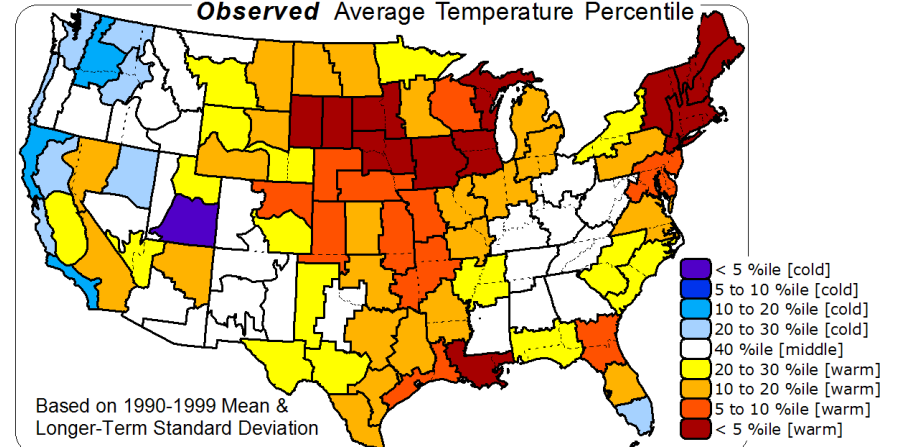 Observed Average Temperature Percentile
< 5 %ile [cold]
5 to 10 %ile [cold]
10 to 20 %ile [cold]
20 to 30 %ile [cold]
40 %ile [middle]
20 to 30 %ile [warm]
10 to 20 %ile [warm]
5 to 10 %ile [warm]
< 5 %ile [warm]
Based on 1990-1999 Mean &
Longer-Term Standard Deviation